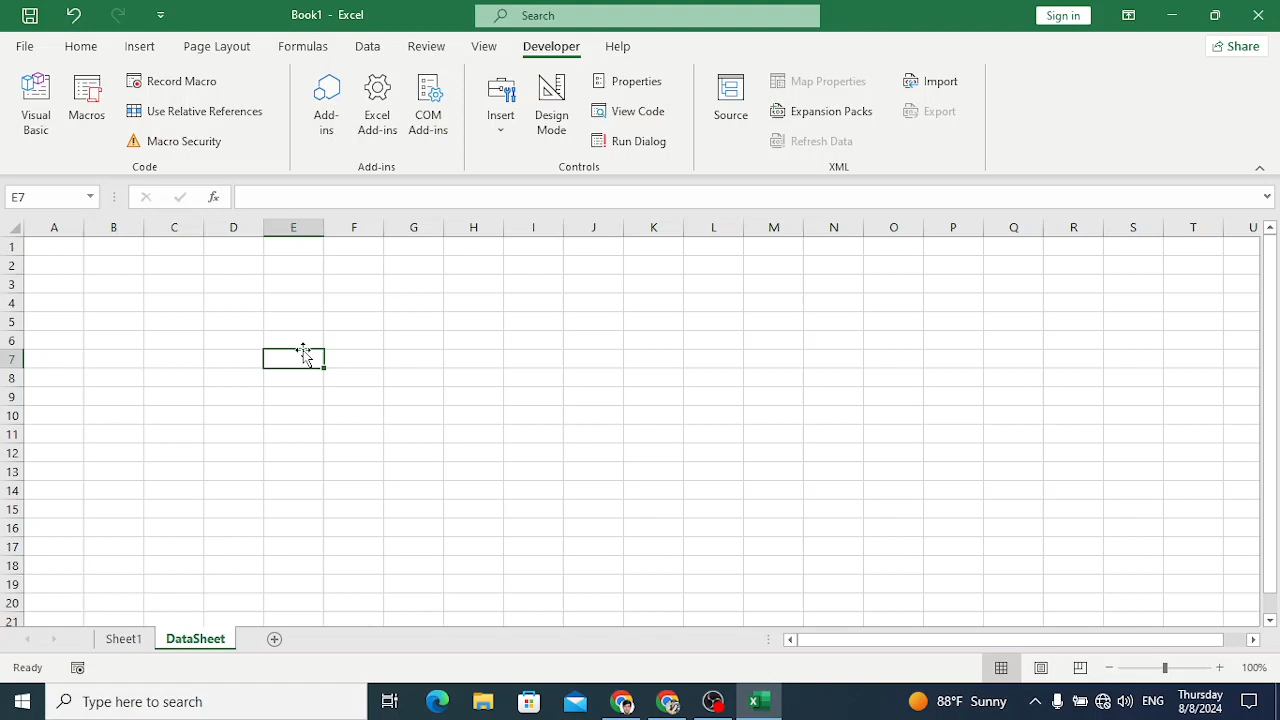 Book1 - Excel
Search
Sign in
File Home Insert Page Layout Formulas Data Review View Developer Help
Share
Visual Basic
Macros
Record Macro
Use Relative References
Macro Security
Code
Add-ins
Excel Add-ins
COM Add-ins
Add-ins
Insert
Design Mode
Properties
View Code
Run Dialog
Controls
Source
Map Properties
Expansion Packs
Refresh Data
Import
Export
XML
E7
fx
A B C D E F G H I J K L M N O P Q R S T U
1
2
3
4
5
6
7
8
9
10
11
12
13
14
15
16
17
18
19
20
21
Sheet1 DataSheet
Ready
100%
Type here to search
88°F Sunny
ENG
Thursday
8/8/2024